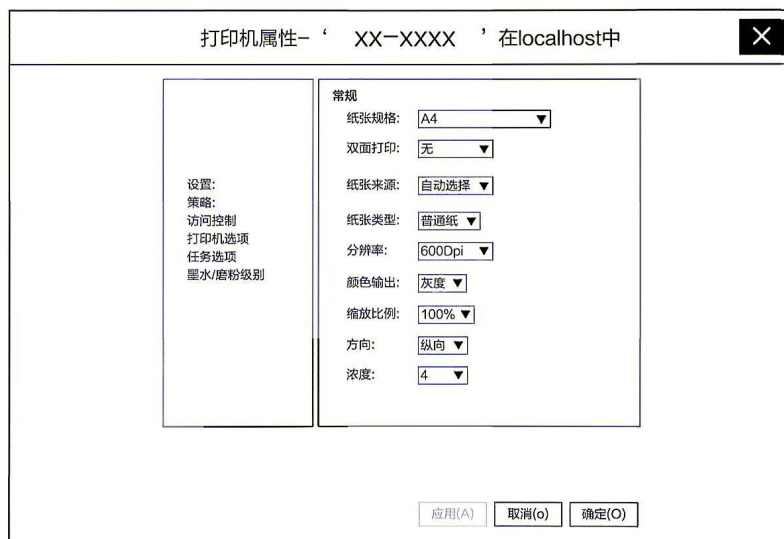 打印机属性-‘ XX-XXXX ’在localhost中
设置:
策略:
访问控制
打印机选项
任务选项
墨水/磨粉级别
常规
纸张规格: A4
双面打印: 无
纸张来源: 自动选择
纸张类型: 普通纸
分辨率: 600Dpi
颜色输出: 灰度
缩放比例: 100%
方向: 纵向
浓度: 4
应用(A) 取消(o) 确定(O)